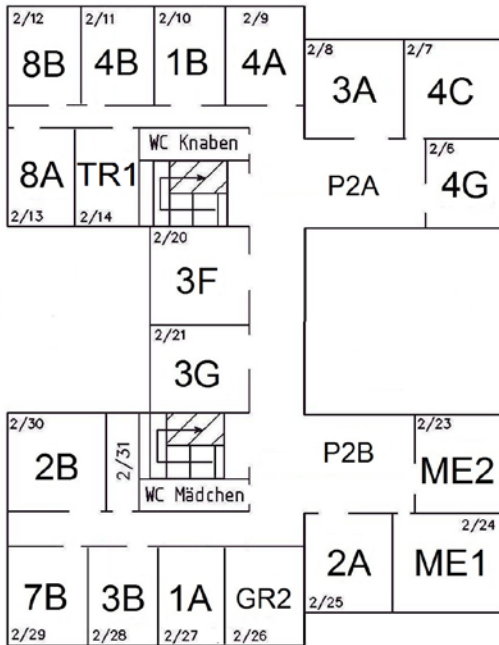 2/12
8B
2/11
4B
2/10
1B
2/9
4A
2/8
3A
2/7
4C
2/6
4G
8A
2/13
TR1
2/14
WC Knaben
P2A
2/20
3F
2/21
3G
2/30
2B
2/31
WC Mädchen
P2B
2/23
ME2
2/24
ME1
2A
2/25
7B
2/29
3B
2/28
1A
2/27
GR2
2/26